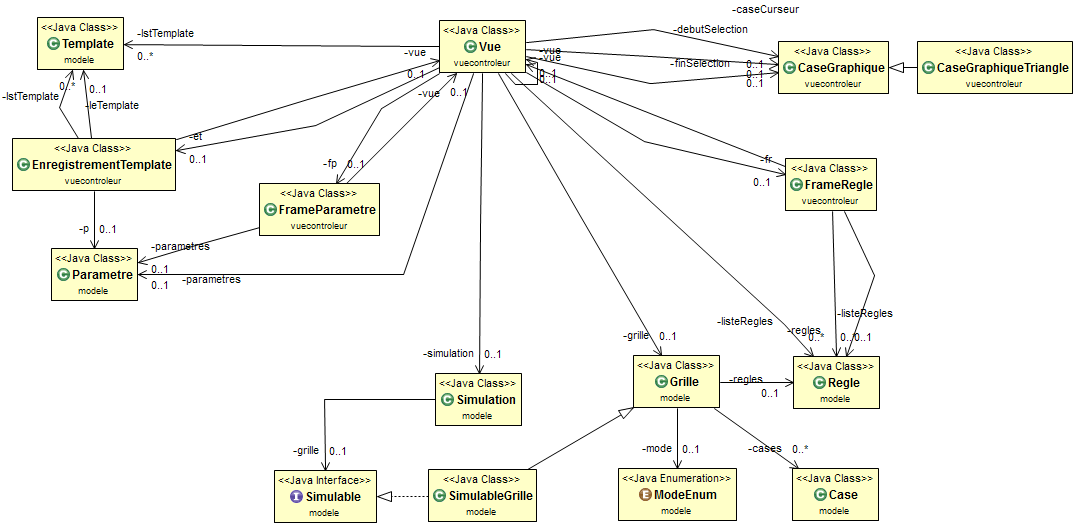 -caseCurseur
<<Java Class>>
Template
modele
-lstTemplate
0..*
<<Java Class>>
Vue
vuecontroleur
-debutSelection
-vue
-vue
-finSelection
0..1
0..1
0..1
0..1
0..1
<<Java Class>>
CaseGraphique
vuecontroleur
<<Java Class>>
CaseGraphiqueTriangle
vuecontroleur
-vue
0..1
-vue
0..1
-lstTemplate
0..*
0..1
-leTemplate
<<Java Class>>
EnregistrementTemplate
vuecontroleur
-et
0..1
-fp
0..1
-fr
0..1
<<Java Class>>
FrameRegle
vuecontroleur
<<Java Class>>
FrameParametre
vuecontroleur
-p
0..1
-parametres
0..1
<<Java Class>>
Parametre
modele
-parametres
0..1
-listeRegles
-regles
0..*
-listeRegles
0..*
0..1
-simulation
0..1
-grille
0..1
<<Java Class>>
Simulation
modele
<<Java Class>>
Grille
modele
-regles
0..1
<<Java Class>>
Regle
modele
-grille
0..1
-mode
0..1
-cases
0..*
<<Java Interface>>
Simulable
modele
<<Java Class>>
SimulableGrille
modele
<<Java Enumeration>>
ModeEnum
modele
<<Java Class>>
Case
modele